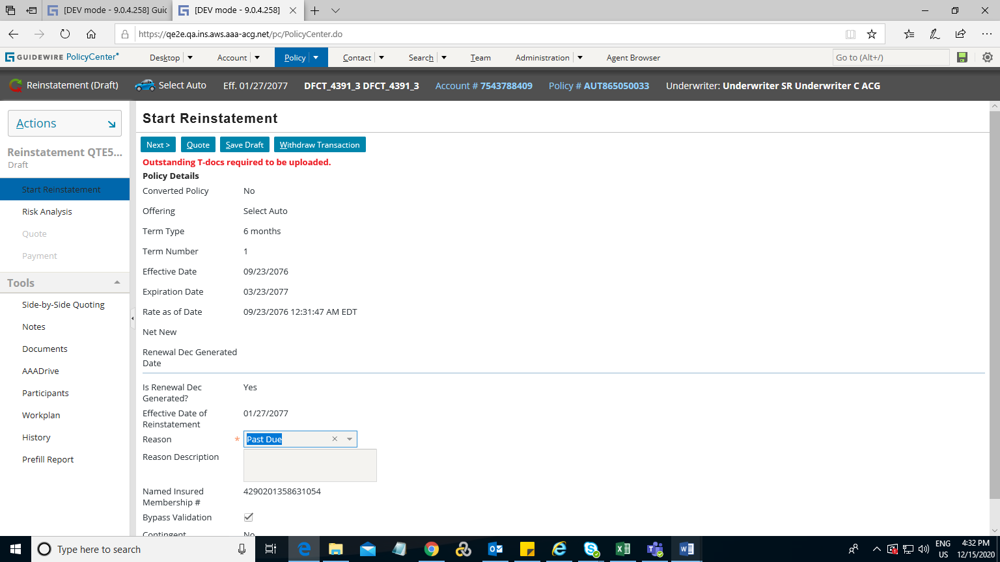 [DEV mode - 9.0.4.258] Guid
[DEV mode - 9.0.4.258]
https://qe2e.qa.ins.aws.aaa-acg.net/pc/PolicyCenter.do
GUIDEWIRE PolicyCenter
Desktop
Account
Policy
Contact
Search
Team
Administration
Agent Browser
Go to (Alt+/)
Reinstatement (Draft)
Select Auto
Eff. 01/27/2077
DFCT_4391_3 DFCT_4391_3
Account # 7543788409
Policy # AUT865050033
Underwriter: Underwriter SR Underwriter C ACG
Actions
Reinstatement QTE5...
Draft
Start Reinstatement
Risk Analysis
Quote
Payment
Tools
Side-by-Side Quoting
Notes
Documents
AAADrive
Participants
Workplan
History
Prefill Report
Start Reinstatement
Next >
Quote
Save Draft
Withdraw Transaction
Outstanding T-docs required to be uploaded.
Policy Details
Converted Policy No
Offering Select Auto
Term Type 6 months
Term Number 1
Effective Date 09/23/2076
Expiration Date 03/23/2077
Rate as of Date 09/23/2076 12:31:47 AM EDT
Net New
Renewal Dec Generated
Date
Is Renewal Dec Yes
Generated?
Effective Date of 01/27/2077
Reinstatement
Reason * Past Due
Reason Description
Named Insured 4290201358631054
Membership #
Bypass Validation
Contingent No
Type here to search
ENG
US
4:32 PM
12/15/2020